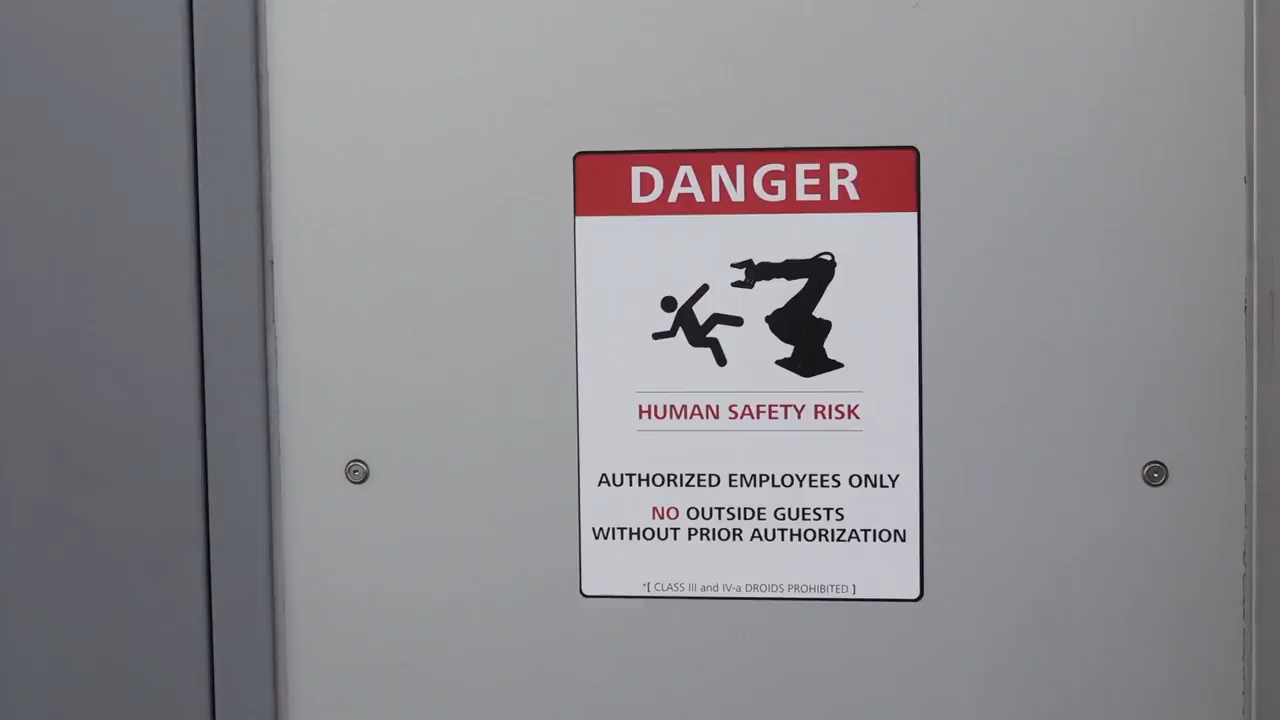 DANGER
HUMAN SAFETY RISK
AUTHORIZED EMPLOYEES ONLY
NO OUTSIDE GUESTS
WITHOUT PRIOR AUTHORIZATION
*[ CLASS III and IV-a DROIDS PROHIBITED ]